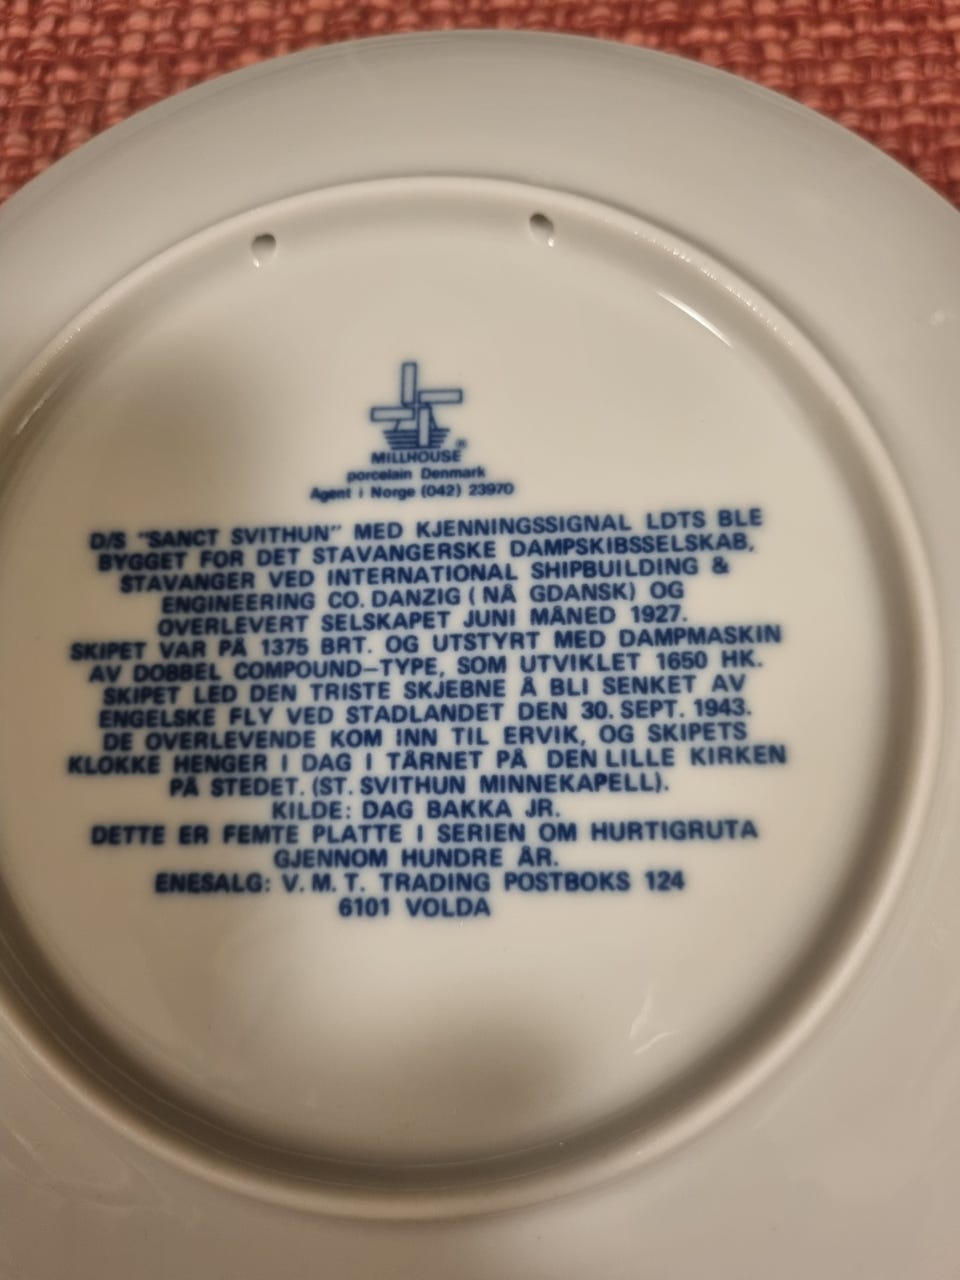 MILLHOUSE®
porcelain Denmark
Agent i Norge (042) 23970
D/S "SANCT SVITHUN" MED KJENNINGSSIGNAL LDTS BLE
BYGGET FOR DET STAVANGERSKE DAMPSKIBSSELSKAB,
STAVANGER VED INTERNATIONAL SHIPBUILDING &
ENGINEERING CO. DANZIG (NÅ GDANSK) OG
OVERLEVERT SELSKAPET JUNI MÅNED 1927.
SKIPET VAR PÅ 1375 BRT. OG UTSTYRT MED DAMPMASKIN
AV DOBBEL COMPOUND-TYPE, SOM UTVIKLET 1650 HK.
SKIPET LED DEN TRISTE SKJEBNE Å BLI SENKET AV
ENGELSKE FLY VED STADLANDET DEN 30. SEPT. 1943.
DE OVERLEVENDE KOM INN TIL ERVIK, OG SKIPETS
KLOKKE HENGER I DAG I TÅRNET PÅ DEN LILLE KIRKEN
PÅ STEDET. (ST. SVITHUN MINNEKAPELL).
KILDE: DAG BAKKA JR.
DETTE ER FEMTE PLATTE I SERIEN OM HURTIGRUTA
GJENNOM HUNDRE ÅR.
ENESALG: V. M. T. TRADING POSTBOKS 124
6101 VOLDA